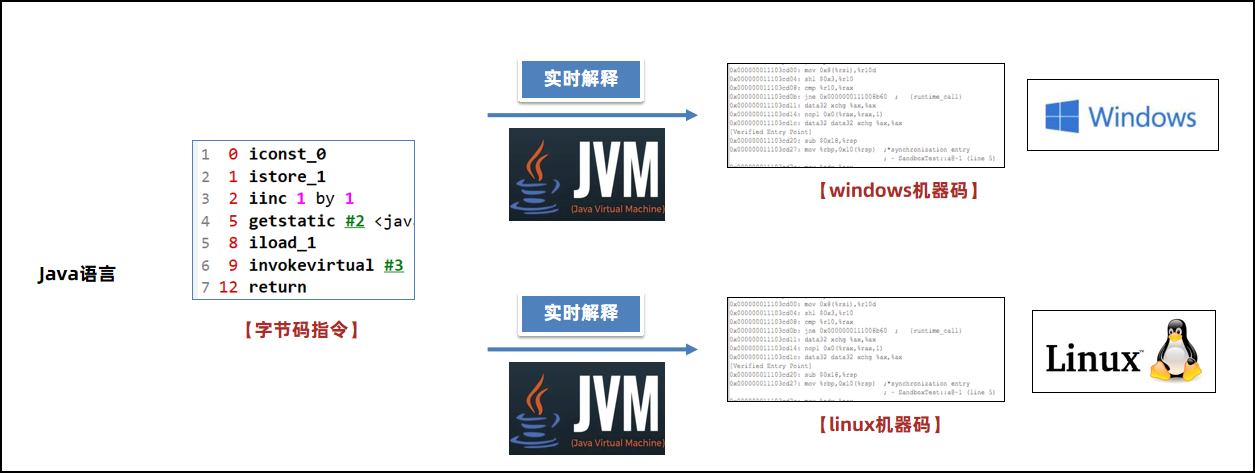 Java语言
1 0 iconst_0
2 1 istore_1
3 2 iinc 1 by 1
4 5 getstatic #2 <java
5 8 iload_1
6 9 invokevirtual #3
7 12 return
【字节码指令】
实时解释
JVM
(Java Virtual Machine)
0x000000011103cd00: mov 0x8(%rsi),%r10d
0x000000011103cd04: shl $0x3,%r10
0x000000011103cd08: cmp %r10,%rax
0x000000011103cd0b: jne 0x0000000111008b60 ; {runtime_call}
0x000000011103cd11: data32 xchg %ax,%ax
0x000000011103cd14: nopl 0x0(%rax,%rax,1)
0x000000011103cd1c: data32 data32 xchg %ax,%ax
[Verified Entry Point]
0x000000011103cd20: sub $0x18,%rsp
0x000000011103cd27: mov %rbp,0x10(%rsp) ;*synchronization entry
; - SandboxTest::a@-1 (line 5)
【windows机器码】
Windows
实时解释
JVM
(Java Virtual Machine)
0x000000011103cd00: mov 0x8(%rsi),%r10d
0x000000011103cd04: shl $0x3,%r10
0x000000011103cd08: cmp %r10,%rax
0x000000011103cd0b: jne 0x0000000111008b60 ; {runtime_call}
0x000000011103cd11: data32 xchg %ax,%ax
0x000000011103cd14: nopl 0x0(%rax,%rax,1)
0x000000011103cd1c: data32 data32 xchg %ax,%ax
[Verified Entry Point]
0x000000011103cd20: sub $0x18,%rsp
0x000000011103cd27: mov %rbp,0x10(%rsp) ;*synchronization entry
; - SandboxTest::a@-1 (line 5)
【linux机器码】
Linux™